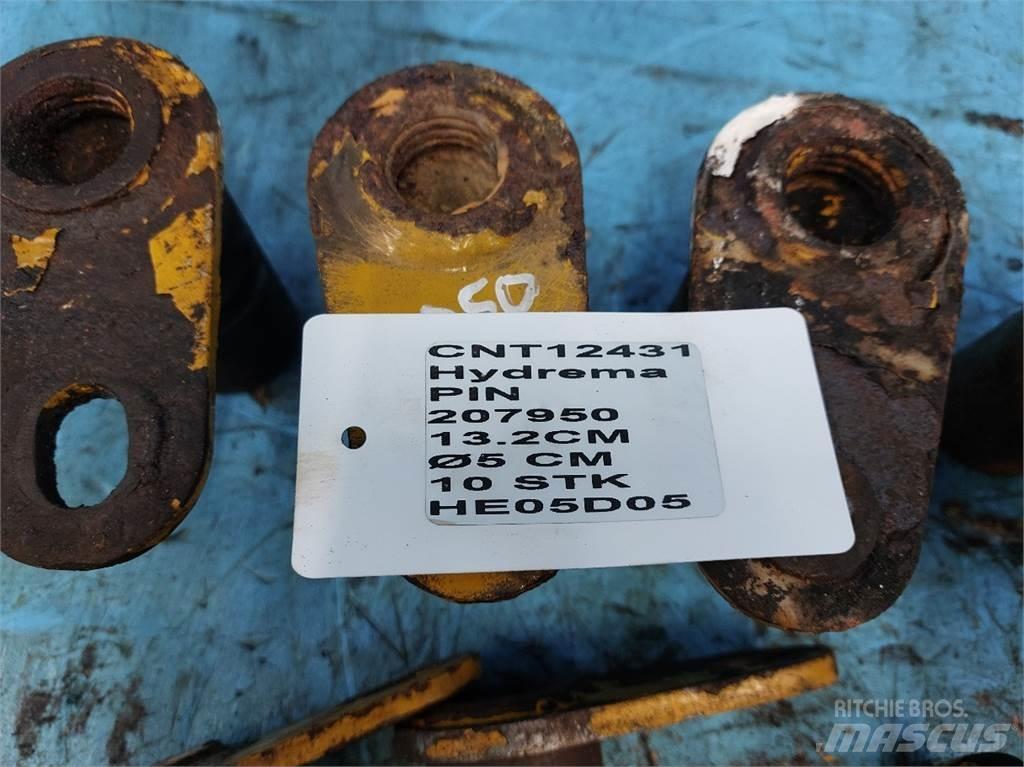 CNT12431
Hydrema
PIN
207950
13.2CM
Ø5 CM
10 STK
HE05D05
RITCHIE BROS.
MASCUS